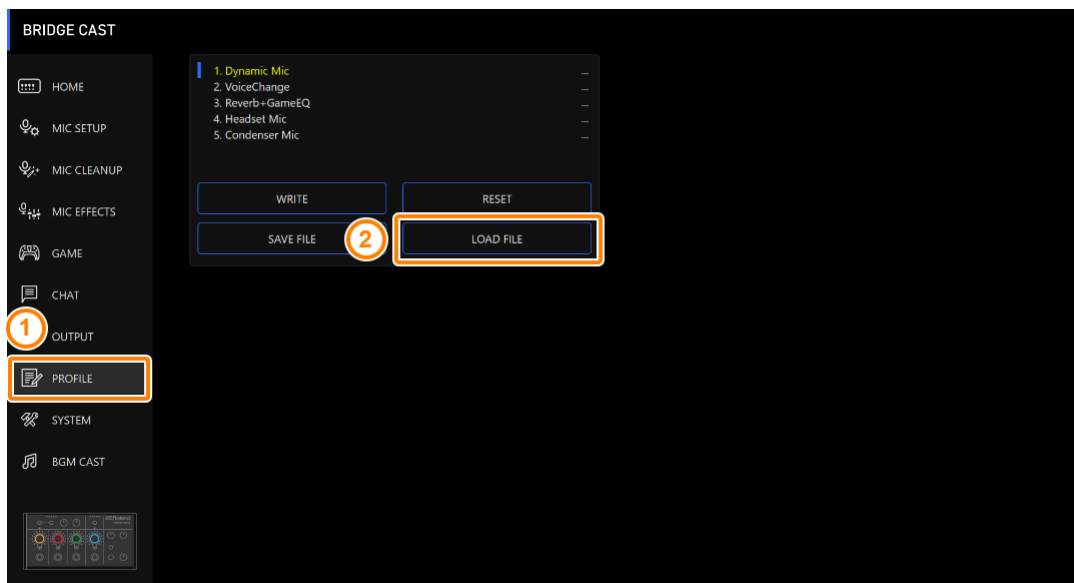 BRIDGE CAST
HOME
MIC SETUP
MIC CLEANUP
MIC EFFECTS
GAME
CHAT
1
OUTPUT
PROFILE
SYSTEM
BGM CAST
Roland
1. Dynamic Mic ...
2. VoiceChange ...
3. Reverb+GameEQ ...
4. Headset Mic ...
5. Condenser Mic ...
WRITE RESET
SAVE FILE 2 LOAD FILE